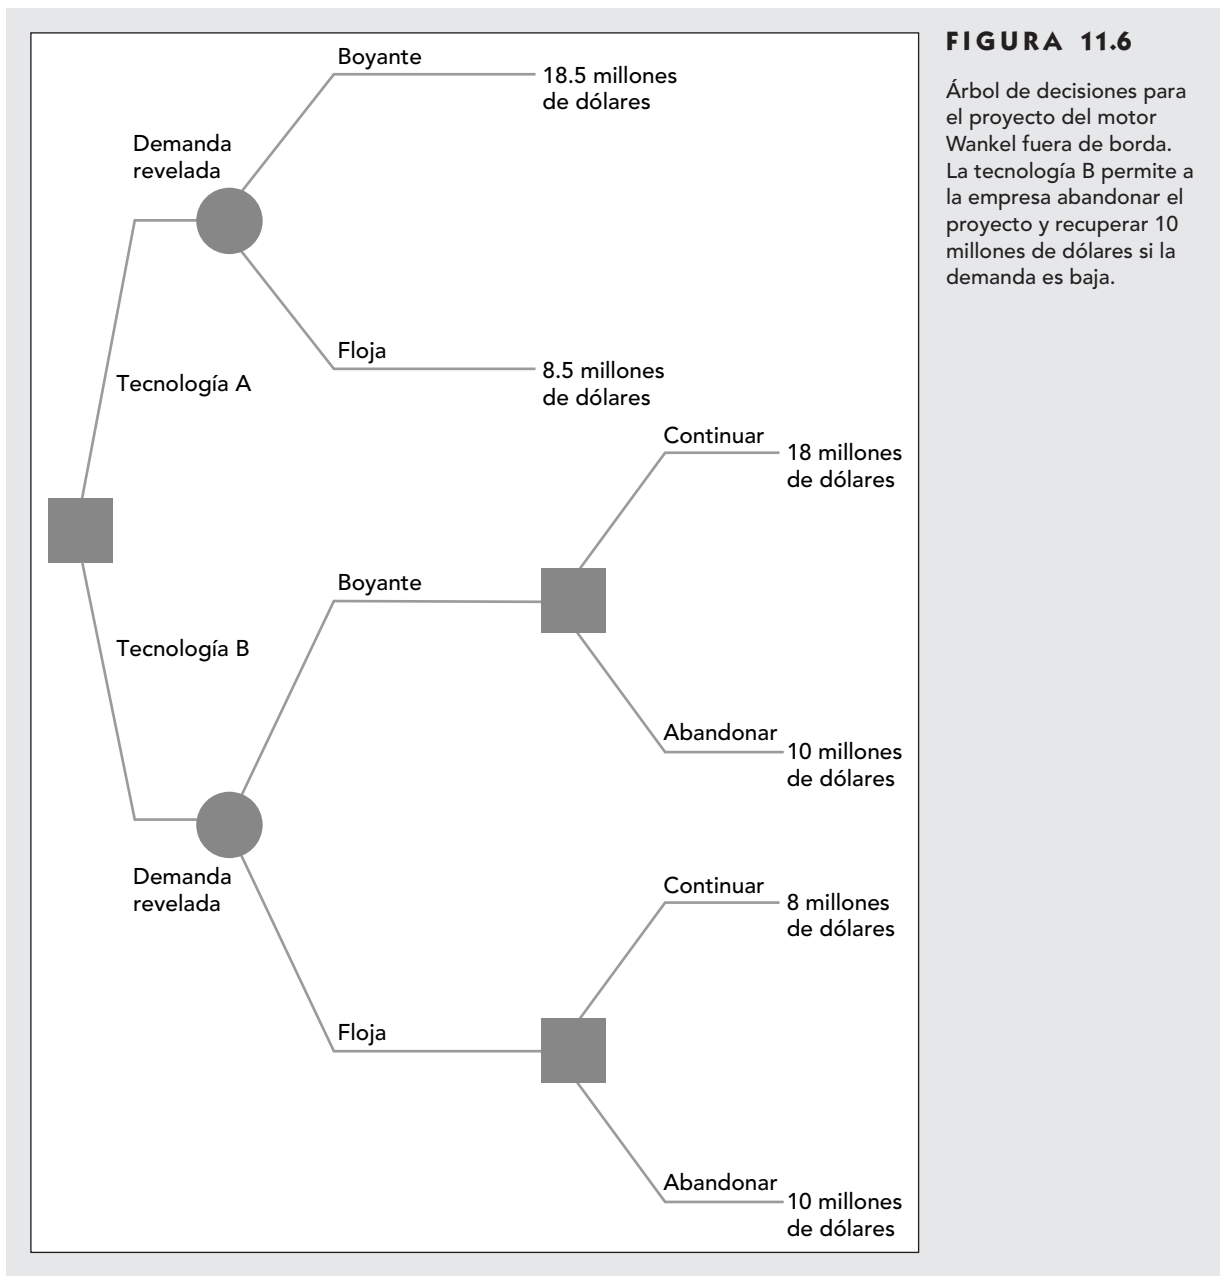 FIGURA 11.6
Árbol de decisiones para
el proyecto del motor
Wankel fuera de borda.
La tecnología B permite a
la empresa abandonar el
proyecto y recuperar 10
millones de dólares si la
demanda es baja.
Boyante
18.5 millones
de dólares
Demanda
revelada
Floja
8.5 millones
de dólares
Tecnología A
Continuar
18 millones
de dólares
Boyante
Tecnología B
Abandonar
10 millones
de dólares
Demanda
revelada
Continuar
8 millones
de dólares
Floja
Abandonar
10 millones
de dólares